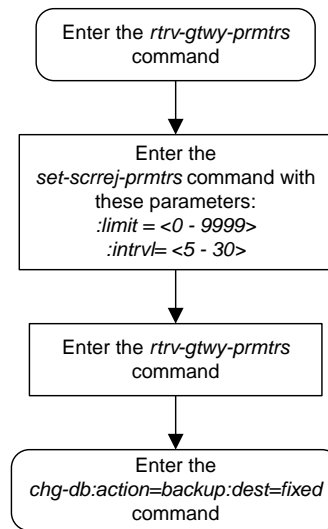 Enter the rtrv-gtwy-prmtrs
command
Enter the
set-scrrej-prmtrs command with
these parameters:
:limit = <0 - 9999>
:intrvl= <5 - 30>
Enter the rtrv-gtwy-prmtrs
command
Enter the
chg-db:action=backup:dest=fixed
command